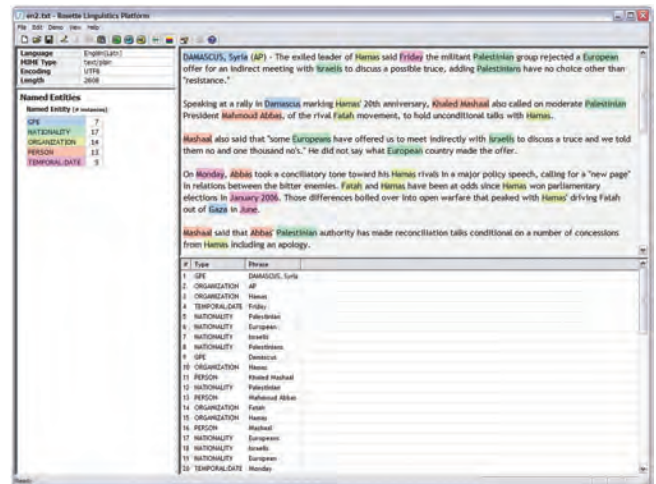 en2.txt - Rosette Linguistics Platform
File Edit Demo View Help
Language English(Latin)
MIME Type text/plain
Encoding UTF8
Length 2608
Named Entities
Named Entity (# instances)
GPE 7
NATIONALITY 17
ORGANIZATION 14
PERSON 13
TEMPORAL:DATE 5
DAMASCUS, Syria (AP) - The exiled leader of Hamas said Friday the militant Palestinian group rejected a European
offer for an indirect meeting with Israelis to discuss a possible truce, adding Palestinians have no choice other than
"resistance."
Speaking at a rally in Damascus marking Hamas' 20th anniversary, Khaled Mashaal also called on moderate Palestinian
President Mahmoud Abbas, of the rival Fatah movement, to hold unconditional talks with Hamas.
Mashaal also said that "some Europeans have offered us to meet indirectly with Israelis to discuss a truce and we told
them no and one thousand no's." He did not say what European country made the offer.
On Monday, Abbas took a conciliatory tone toward his Hamas rivals in a major policy speech, calling for a "new page"
in relations between the bitter enemies. Fatah and Hamas have been at odds since Hamas won parliamentary
elections in January 2006. Those differences boiled over into open warfare that peaked with Hamas' driving Fatah
out of Gaza in June.
Mashaal said that Abbas' Palestinian authority has made reconciliation talks conditional on a number of concessions
from Hamas including an apology.
# Type Phrase
1 GPE DAMASCUS, Syria
2 ORGANIZATION AP
3 ORGANIZATION Hamas
4 TEMPORAL:DATE Friday
5 NATIONALITY Palestinian
6 NATIONALITY European
7 NATIONALITY Israelis
8 NATIONALITY Palestinians
9 GPE Damascus
10 ORGANIZATION Hamas
11 PERSON Khaled Mashaal
12 NATIONALITY Palestinian
13 PERSON Mahmoud Abbas
14 ORGANIZATION Fatah
15 ORGANIZATION Hamas
16 PERSON Mashaal
17 NATIONALITY Europeans
18 NATIONALITY Israelis
19 NATIONALITY European
20 TEMPORAL:DATE Monday
Ready